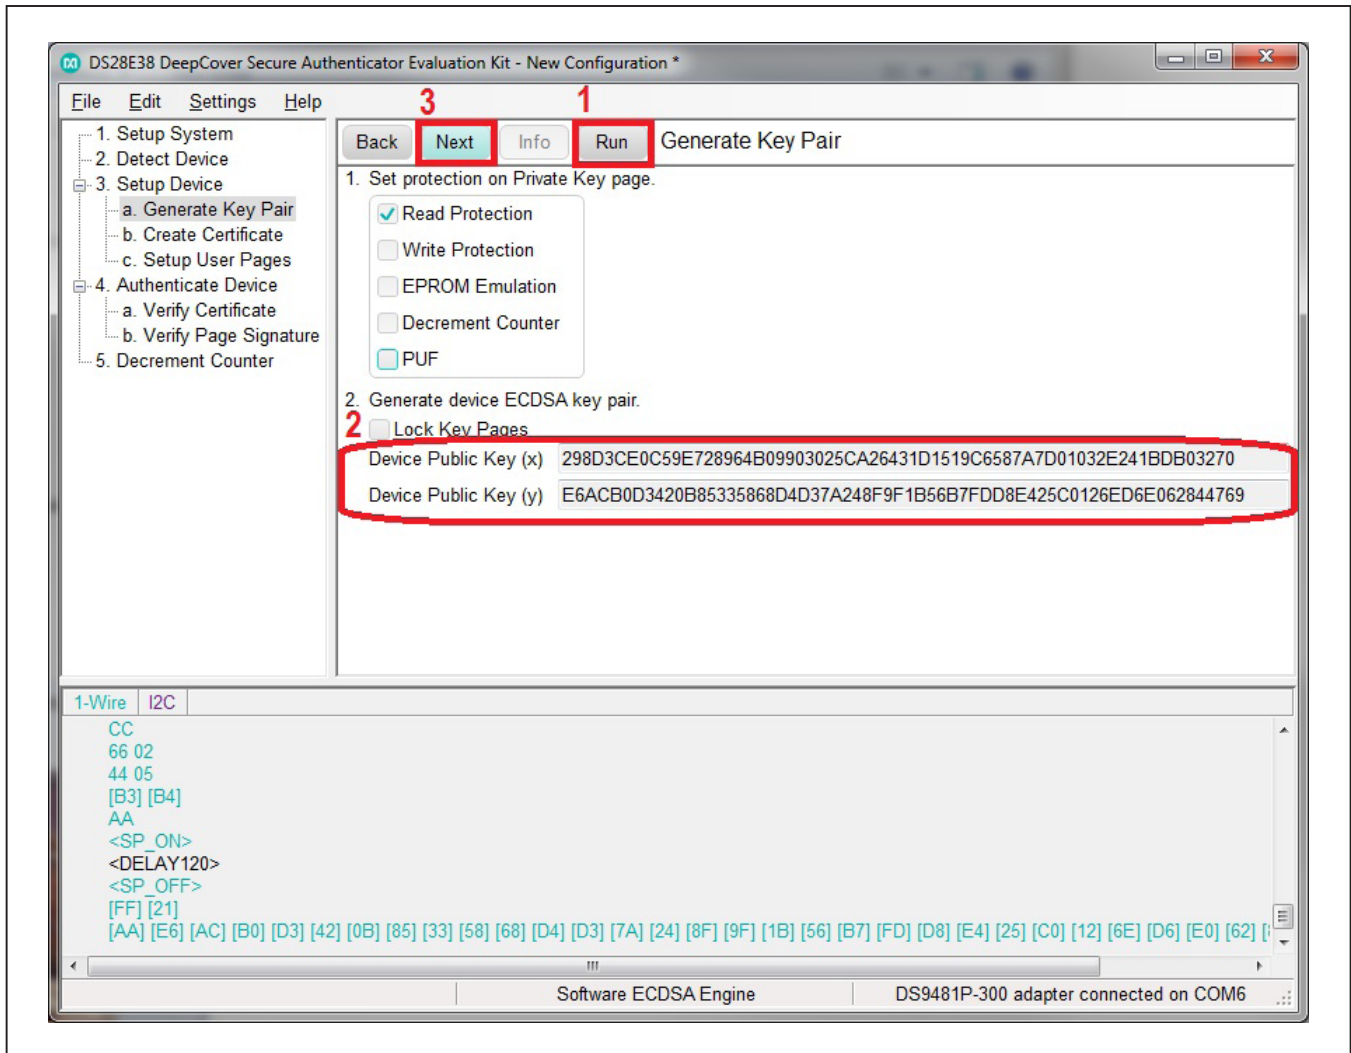 DS28E38 DeepCover Secure Authenticator Evaluation Kit - New Configuration *
File Edit Settings Help
3 1
1. Setup System
2. Detect Device
3. Setup Device
a. Generate Key Pair
b. Create Certificate
c. Setup User Pages
4. Authenticate Device
a. Verify Certificate
b. Verify Page Signature
5. Decrement Counter
Back Next Info Run Generate Key Pair
1. Set protection on Private Key page.
Read Protection
Write Protection
EPROM Emulation
Decrement Counter
PUF
2. Generate device ECDSA key pair.
2 Lock Key Pages
Device Public Key (x) 298D3CE0C59E728964B09903025CA26431D1519C6587A7D01032E241BDB03270
Device Public Key (y) E6ACB0D3420B85335868D4D37A248F9F1B56B7FDD8E425C0126ED6E062844769
1-Wire I2C
CC
66 02
44 05
[B3] [B4]
AA
<SP_ON>
<DELAY120>
<SP_OFF>
[FF] [21]
[AA] [E6] [AC] [B0] [D3] [42] [0B] [85] [33] [58] [68] [D4] [D3] [7A] [24] [8F] [9F] [1B] [56] [B7] [FD] [D8] [E4] [25] [C0] [12] [6E] [D6] [E0] [62]
Software ECDSA Engine DS9481P-300 adapter connected on COM6